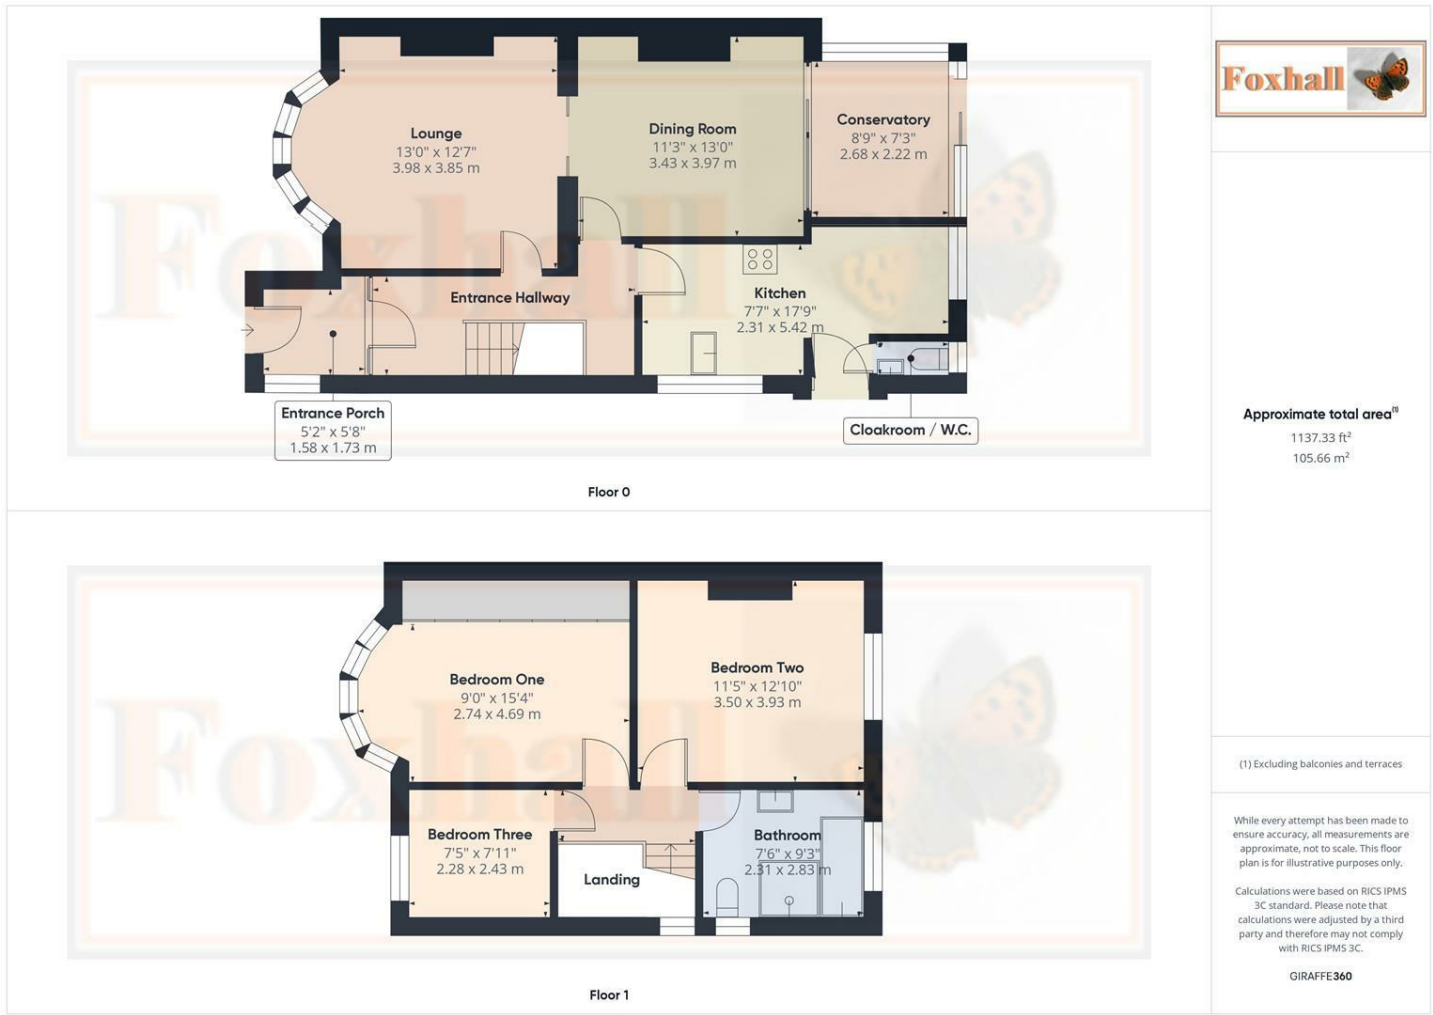 Lounge
13'0" x 12'7"
3.98 x 3.85 m
Dining Room
11'3" x 13'0"
3.43 x 3.97 m
Conservatory
8'9" x 7'3"
2.68 x 2.22 m
Entrance Hallway
Kitchen
7'7" x 17'9"
2.31 x 5.42 m
Entrance Porch
5'2" x 5'8"
1.58 x 1.73 m
Cloakroom / W.C.
Floor 0
Foxhall
Bedroom One
9'0" x 15'4"
2.74 x 4.69 m
Bedroom Two
11'5" x 12'10"
3.50 x 3.93 m
Bedroom Three
7'5" x 7'11"
2.28 x 2.43 m
Landing
Bathroom
7'6" x 9'3"
2.31 x 2.83 m
Floor 1
Foxhall
Foxhall
Approximate total area(1)
1137.33 ft²
105.66 m²
(1) Excluding balconies and terraces
While every attempt has been made to
ensure accuracy, all measurements are
approximate, not to scale. This floor
plan is for illustrative purposes only.
Calculations were based on RICS IPMS
3C standard. Please note that
calculations were adjusted by a third
party and therefore may not comply
with RICS IPMS 3C.
GIRAFFE360